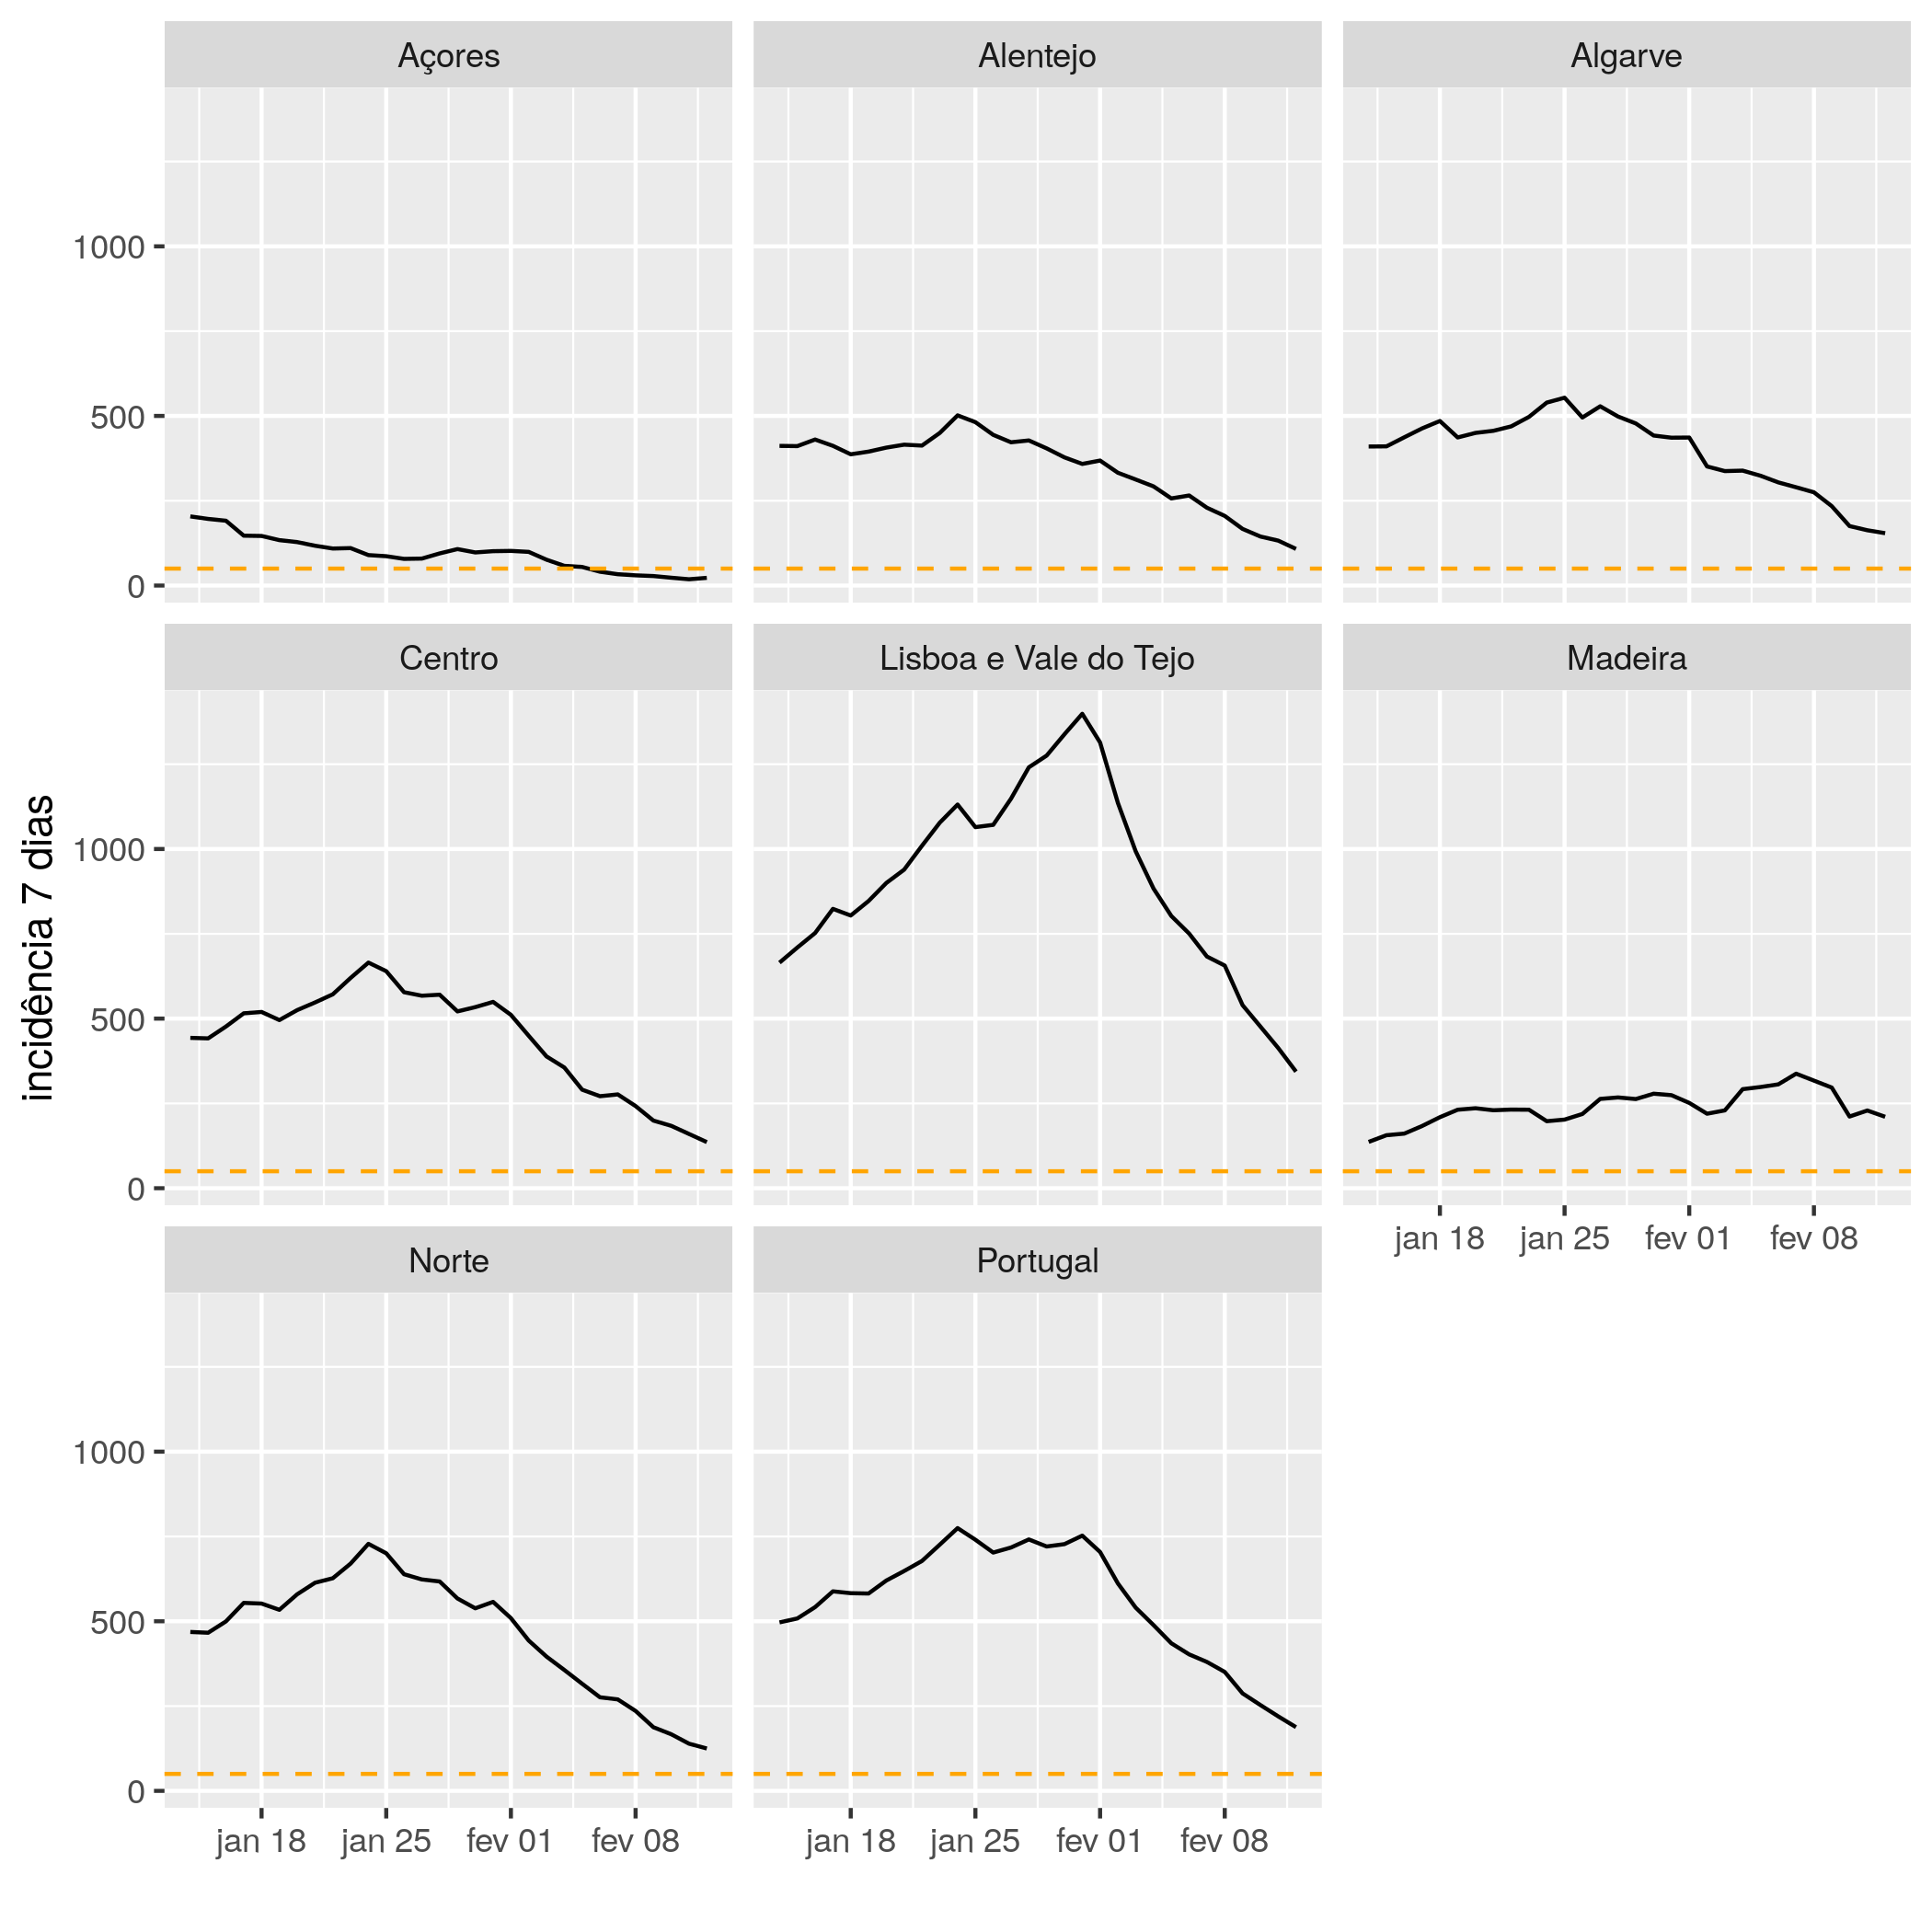 Açores
Alentejo
Algarve
1000
500
0
Centro
Lisboa e Vale do Tejo
Madeira
incidência 7 dias
1000
500
0
jan 18 jan 25 fev 01 fev 08
Norte
Portugal
1000
500
0
jan 18 jan 25 fev 01 fev 08
jan 18 jan 25 fev 01 fev 08